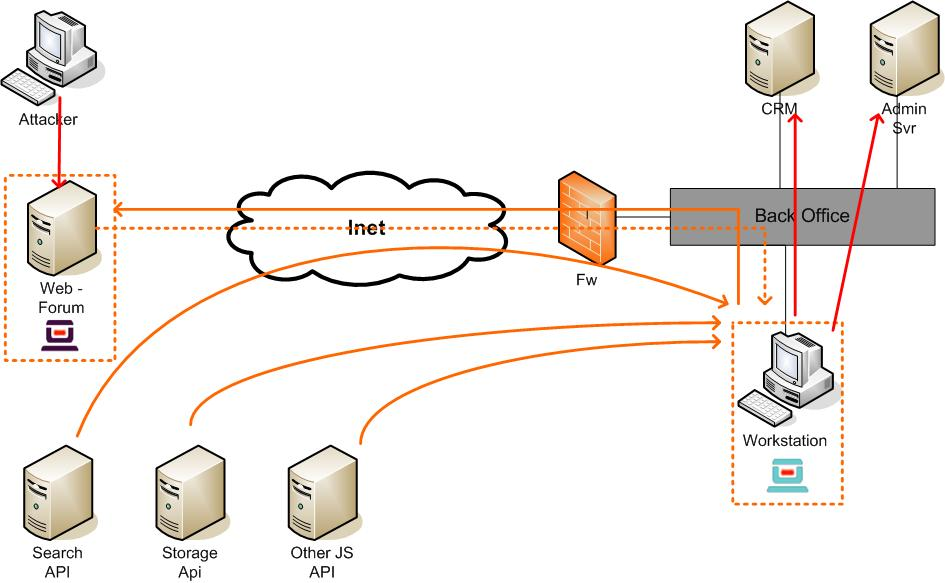 CRM
Admin
Svr
Attacker
Inet
Back Office
Fw
Web -
Forum
Workstation
Search
API
Storage
Api
Other JS
API